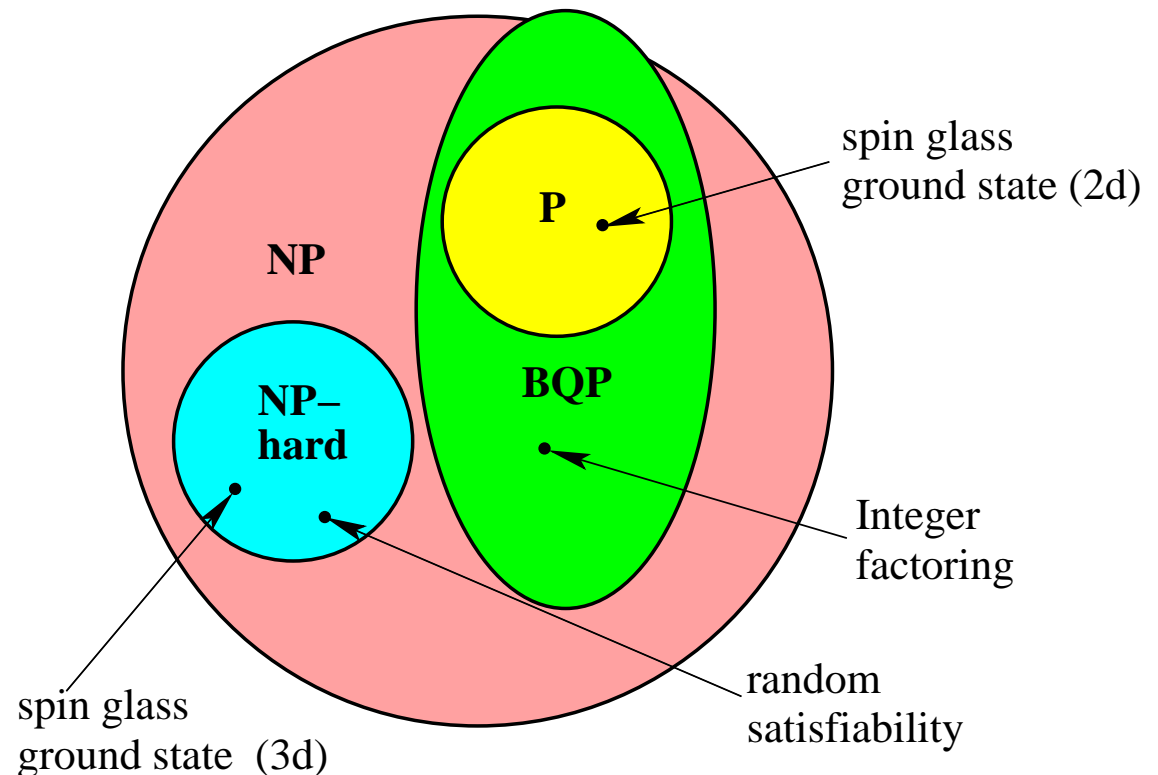 spin glass
ground state (2d)
P
NP
BQP
NP–
hard
Integer
factoring
random
satisfiability
spin glass
ground state (3d)